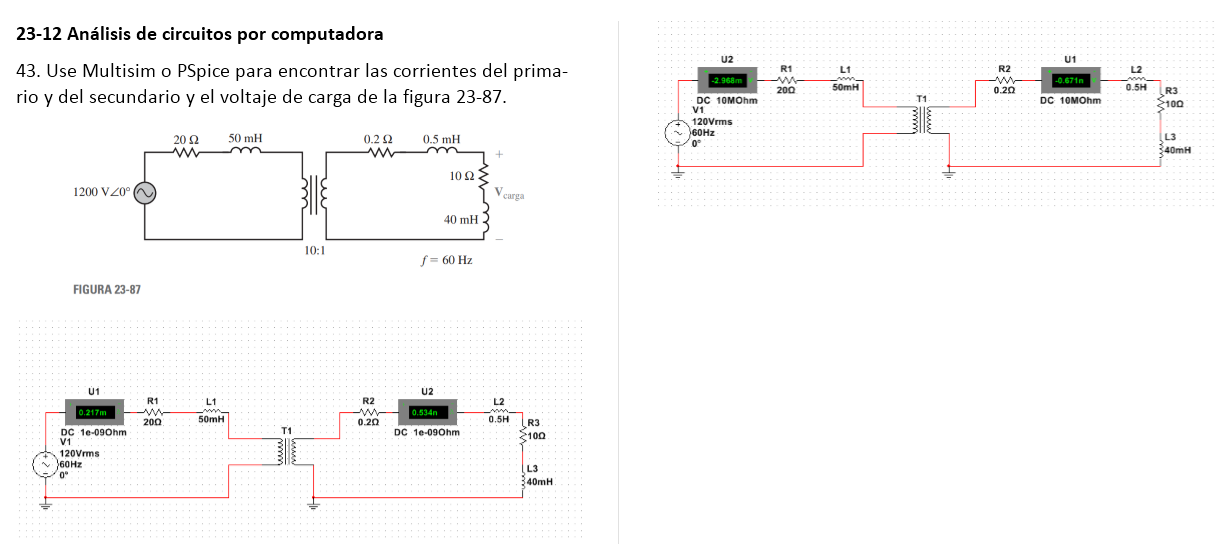 23-12 Análisis de circuitos por computadora
43. Use Multisim o PSpice para encontrar las corrientes del prima-
rio y del secundario y el voltaje de carga de la figura 23-87.
20 Ω
50 mH
0.2 Ω
0.5 mH
+
10 Ω
1200 V∠0°
Vcarga
40 mH
−
10:1
f = 60 Hz
FIGURA 23-87
U1
0.217m
DC 1e-09Ohm
R1
20Ω
L1
50mH
V1
120Vrms
60Hz
0°
T1
R2
0.2Ω
U2
0.534n
DC 1e-09Ohm
L2
0.5H
R3
10Ω
L3
40mH
U2
-2.968m
DC 10MOhm
R1
20Ω
L1
50mH
V1
120Vrms
60Hz
0°
T1
R2
0.2Ω
U1
-0.671n
DC 10MOhm
L2
0.5H
R3
10Ω
L3
40mH